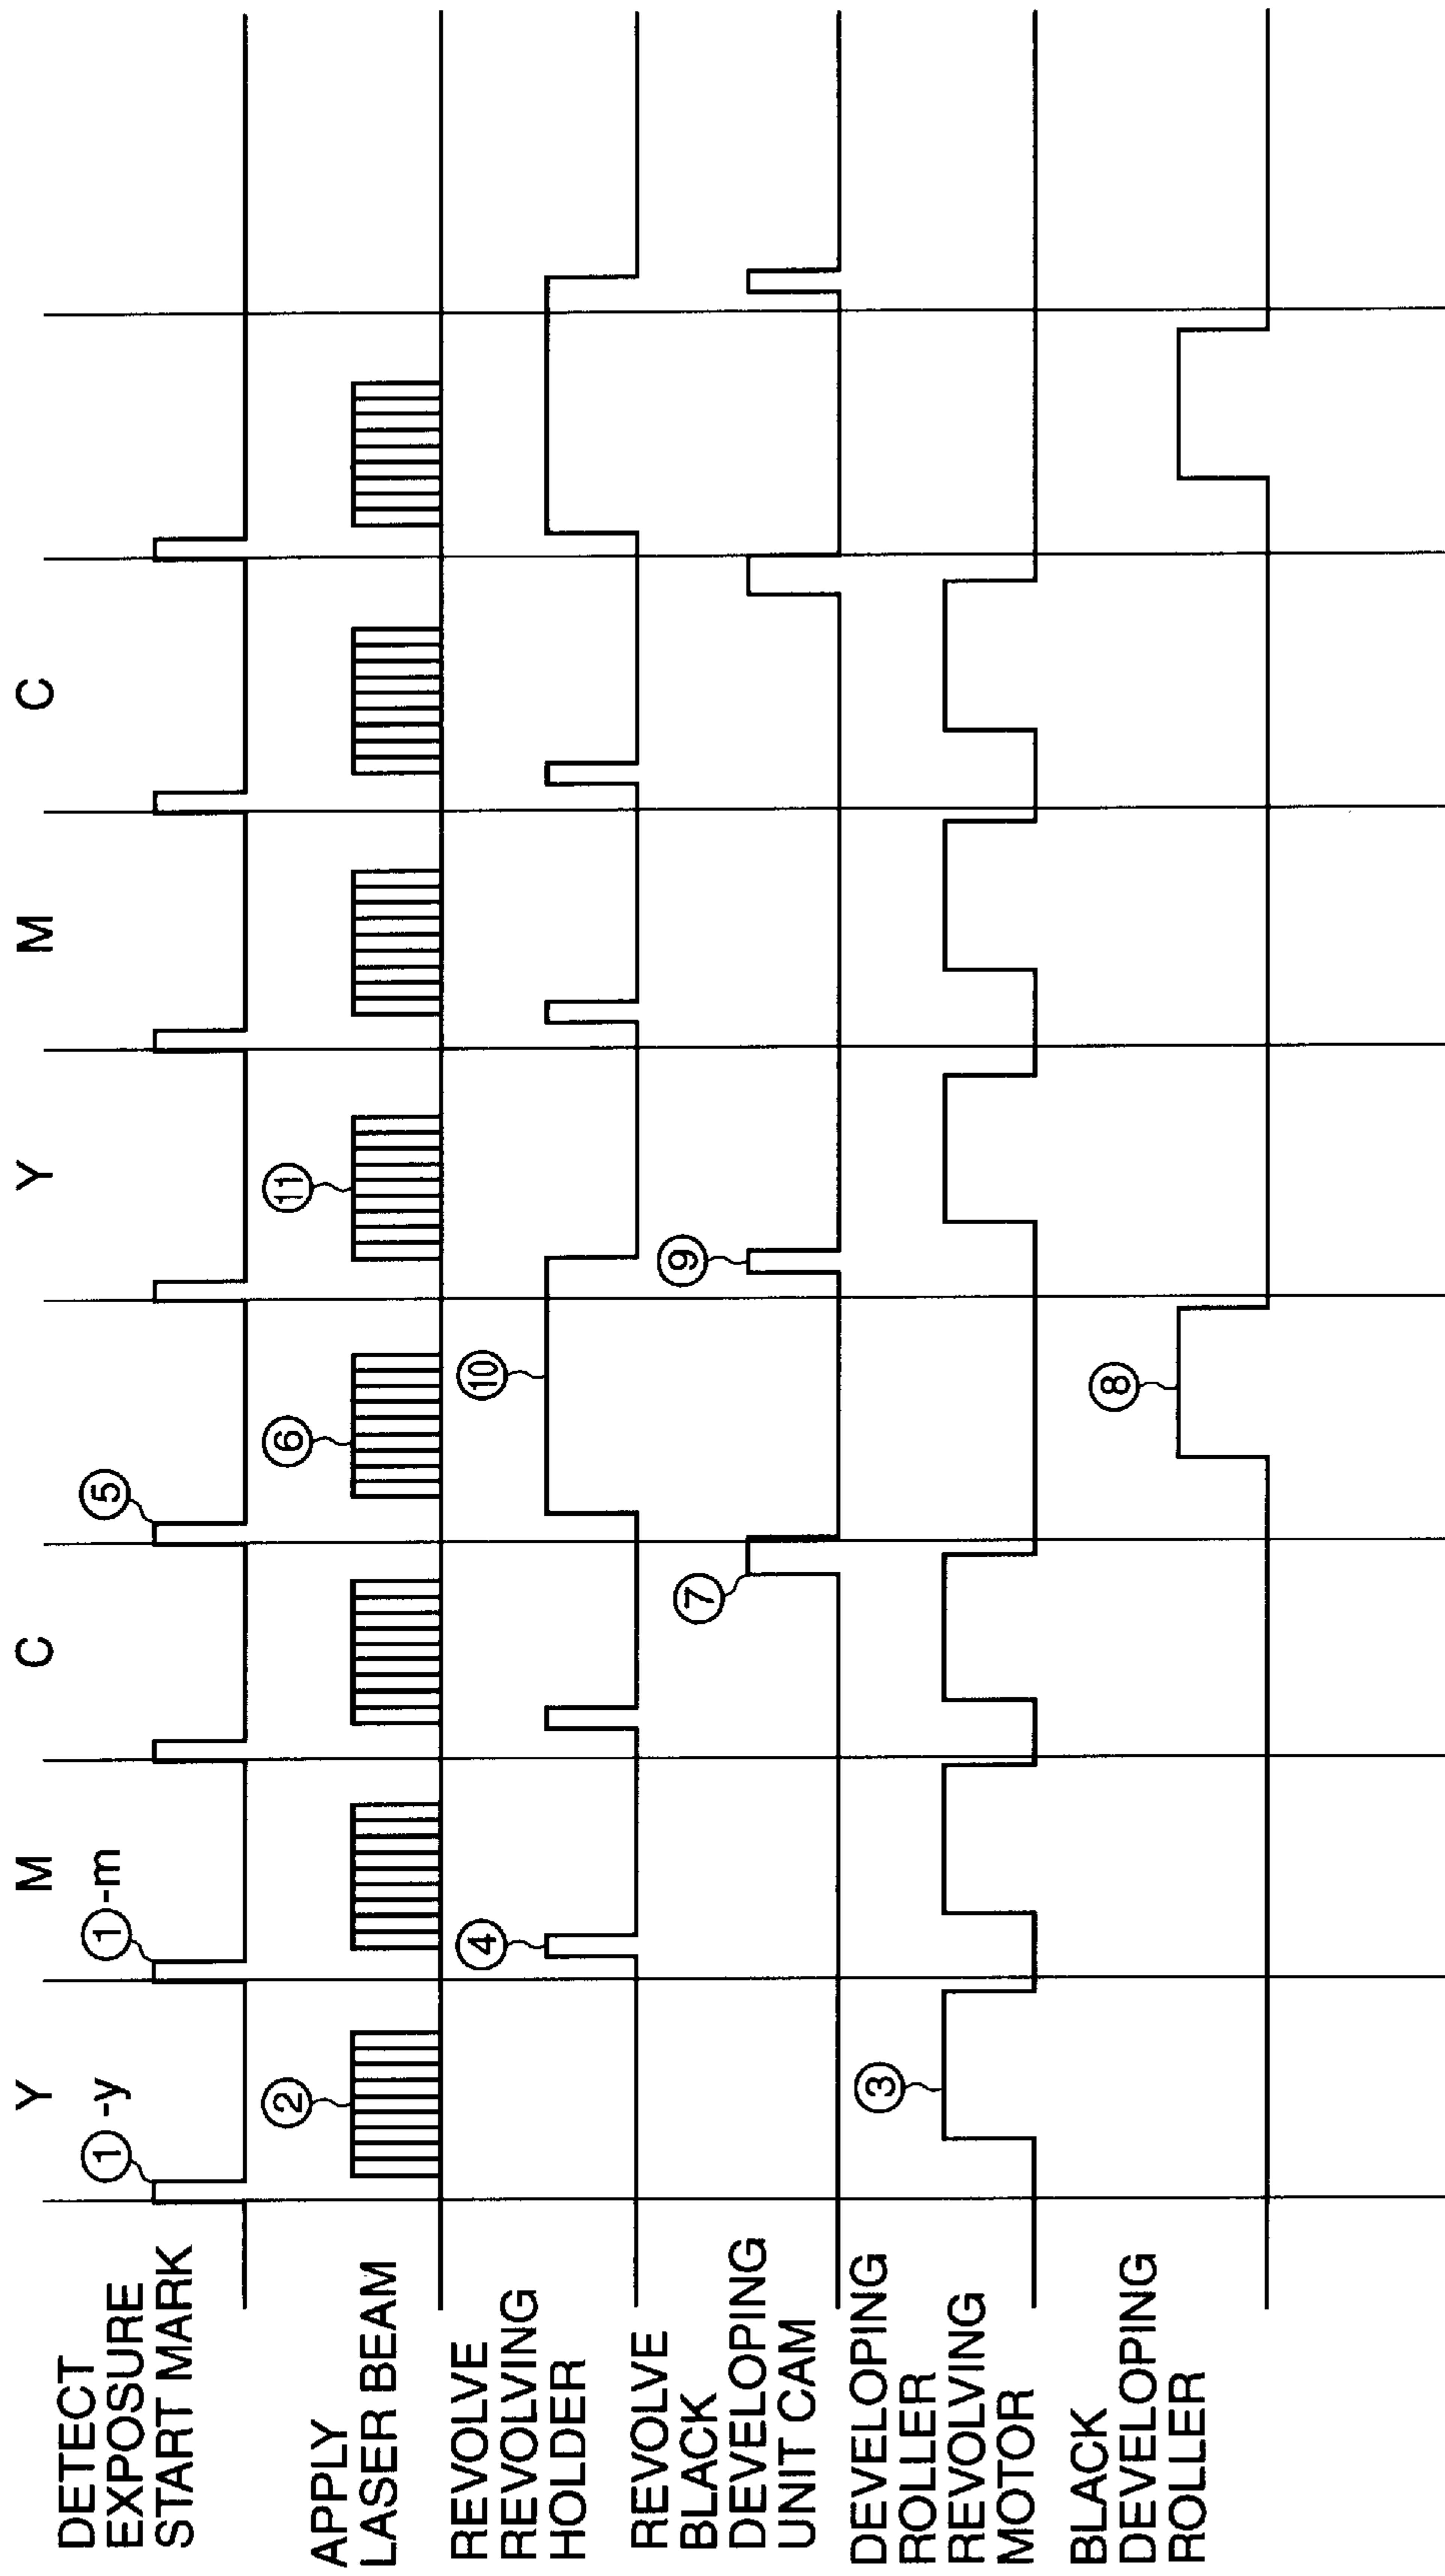 Y M C Y M C
①-y ①-m ⑤
DETECT
EXPOSURE
START MARK
② ⑥ ⑪
APPLY
LASER BEAM
④ ⑩
REVOLVE
REVOLVING
HOLDER
⑦ ⑨
REVOLVE
BLACK
DEVELOPING
UNIT CAM
③
DEVELOPING
ROLLER
REVOLVING
MOTOR
⑧
BLACK
DEVELOPING
ROLLER